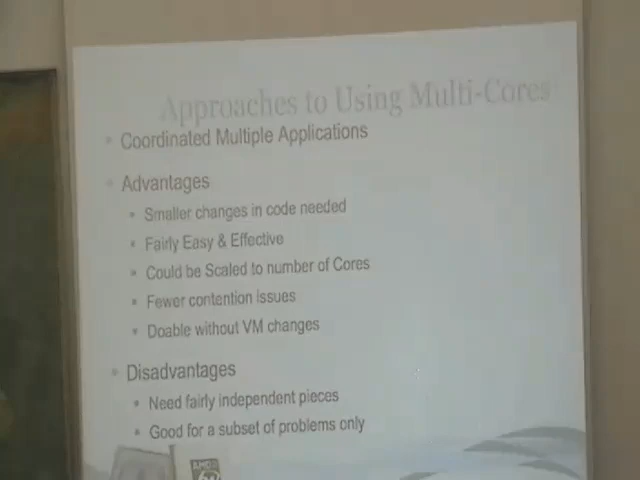 Approaches to Using Multi-Cores
Coordinated Multiple Applications
Advantages
Smaller changes in code needed
Fairly Easy & Effective
Could be Scaled to number of Cores
Fewer contention issues
Doable without VM changes
Disadvantages
Need fairly independent pieces
Good for a subset of problems only